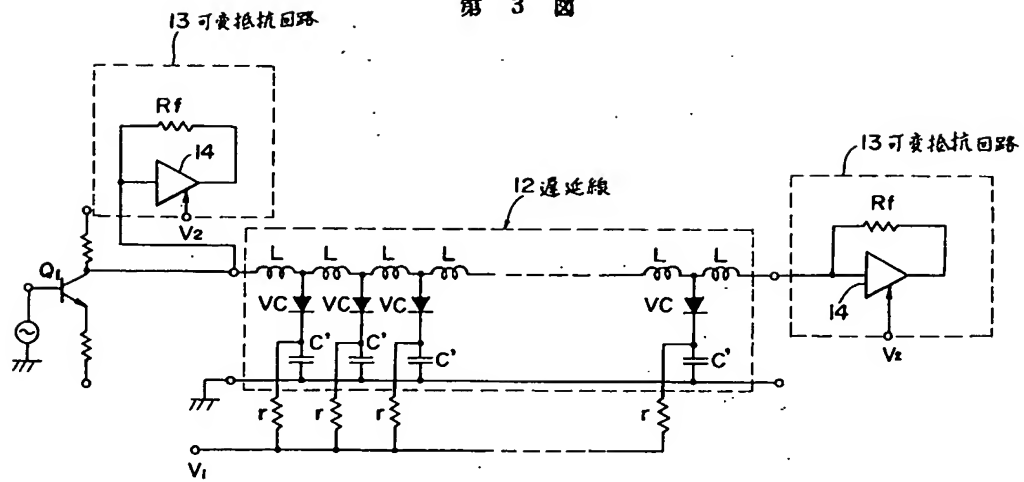 第 3 図
13 可変抵抗回路
Rf
14
V2
Q1
12 遅延線
L L L L L L
VC VC VC VC
C' C' C' C'
r r r r
V1
13 可変抵抗回路
Rf
14
V2